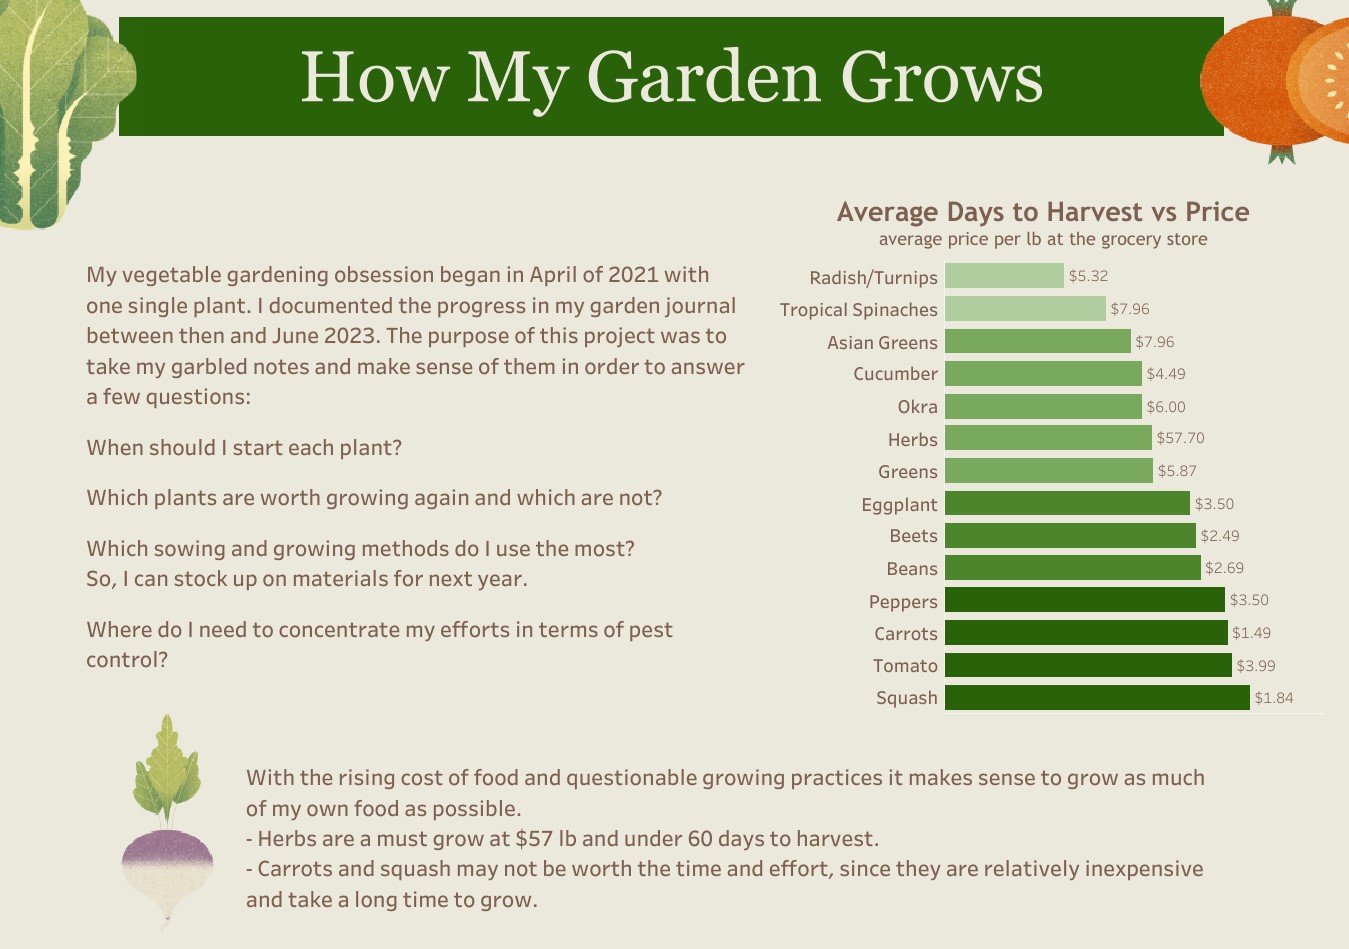 How My Garden Grows
My vegetable gardening obsession began in April of 2021 with
one single plant. I documented the progress in my garden journal
between then and June 2023. The purpose of this project was to
take my garbled notes and make sense of them in order to answer
a few questions:
When should I start each plant?
Which plants are worth growing again and which are not?
Which sowing and growing methods do I use the most?
So, I can stock up on materials for next year.
Where do I need to concentrate my efforts in terms of pest
control?
Average Days to Harvest vs Price
average price per lb at the grocery store
Radish/Turnips $5.32
Tropical Spinaches $7.96
Asian Greens $7.96
Cucumber $4.49
Okra $6.00
Herbs $57.70
Greens $5.87
Eggplant $3.50
Beets $2.49
Beans $2.69
Peppers $3.50
Carrots $1.49
Tomato $3.99
Squash $1.84
With the rising cost of food and questionable growing practices it makes sense to grow as much
of my own food as possible.
- Herbs are a must grow at $57 lb and under 60 days to harvest.
- Carrots and squash may not be worth the time and effort, since they are relatively inexpensive
and take a long time to grow.